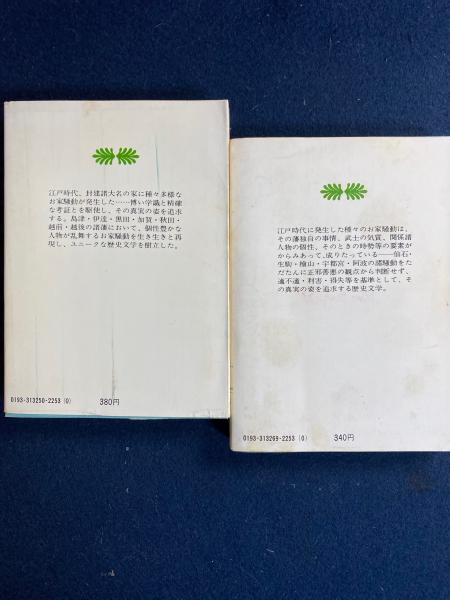 江戸時代、封建諸大名の家に種々多様な
お家騒動が発生した……博い学識と精確
な考証とを駆使し、その真実の姿を追求
する。島津・伊達・黒田・加賀・秋田・
越前・越後の諸藩において、個性豊かな
人物が乱舞するお家騒動を生き生きと再
現し、ユニークな歴史文学を樹立した。
0193-313250-2253 (0)
380円
江戸時代に発生した種々のお家騒動は、
その藩独自の事情、武士の気質、関係諸
人物の個性、そのときの時勢等の要素が
からみあって、成りたっている――仙石・
生駒・檜山・宇都宮・阿波の諸騒動をた
だたんに正邪善悪の観点から判断せず、
適不適・利害・得失等を基準として、そ
の真実の姿を追求する歴史文学。
0193-313269-2253 (0)
340円